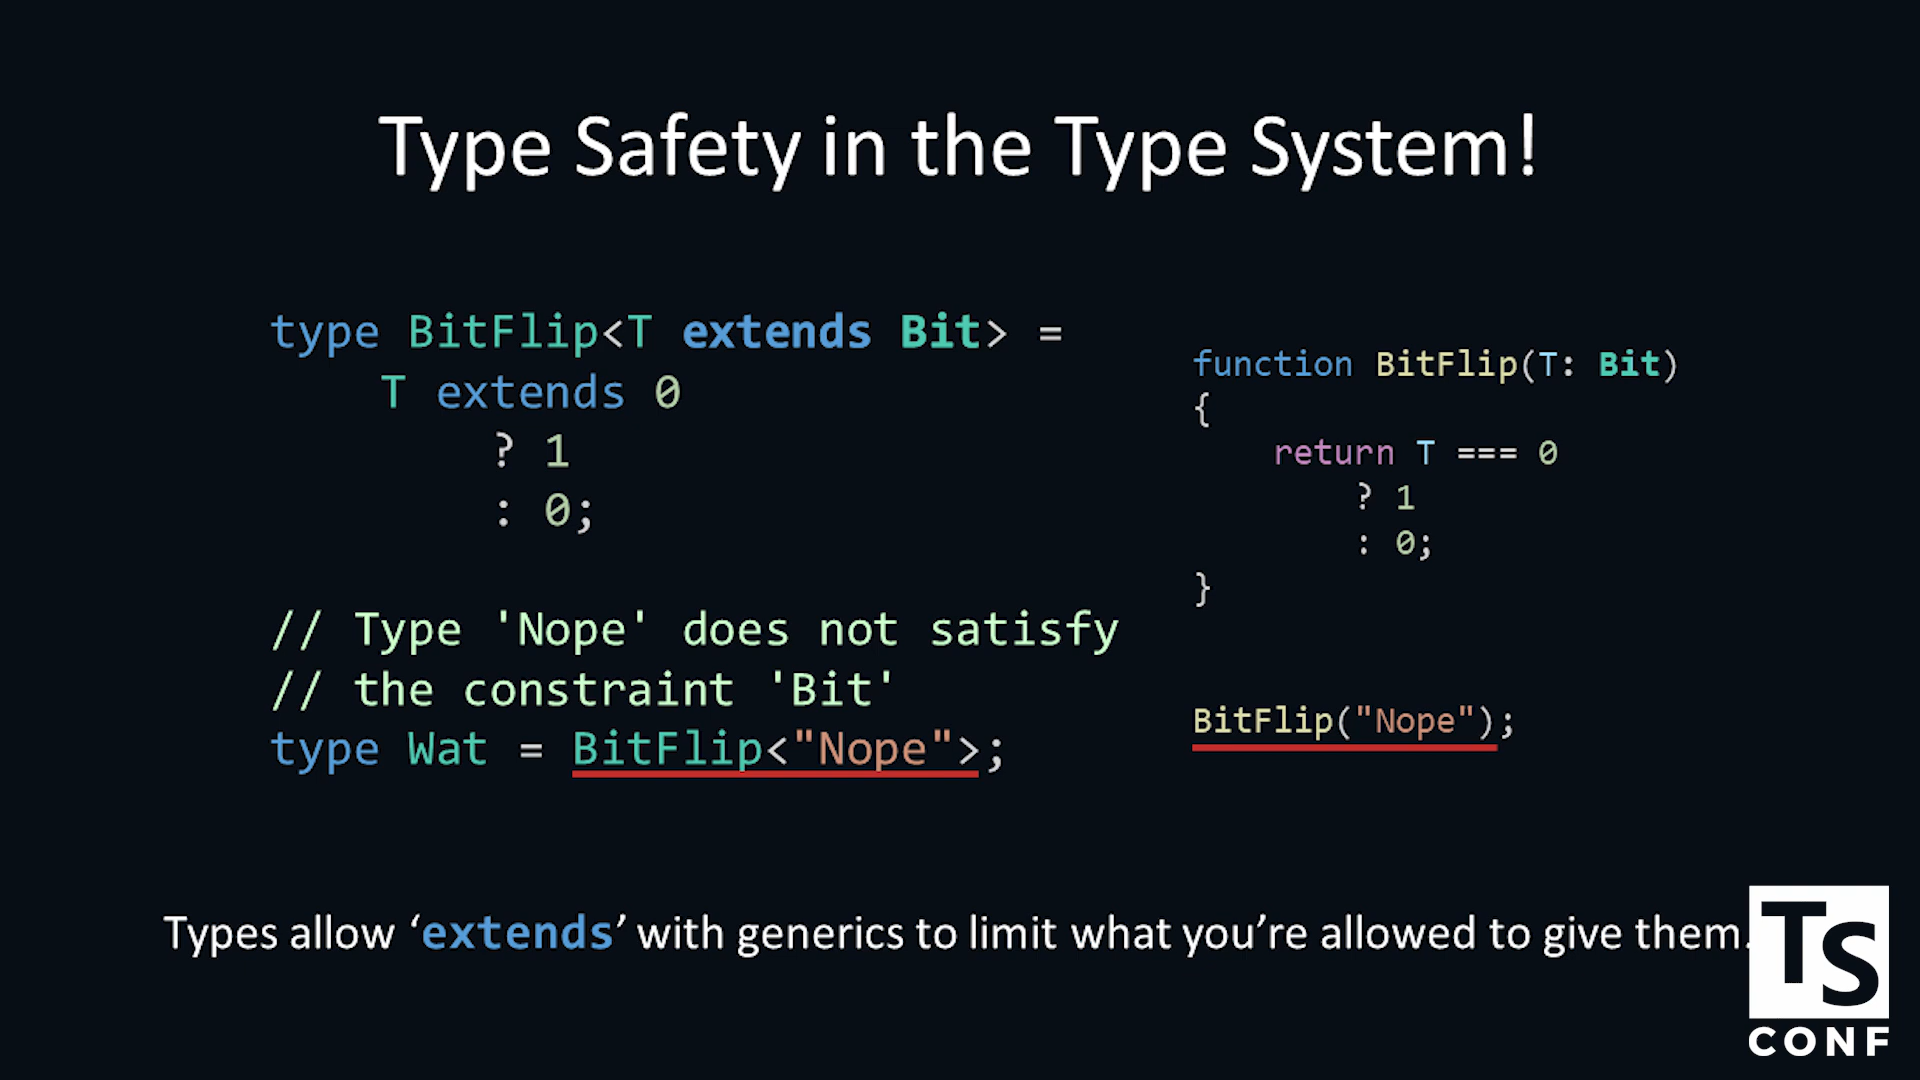 Type Safety in the Type System!
type BitFlip<T extends Bit> =
T extends 0
? 1
: 0;
// Type 'Nope' does not satisfy
// the constraint 'Bit'
type Wat = BitFlip<"Nope">;
function BitFlip(T: Bit)
{
return T === 0
? 1
: 0;
}
BitFlip("Nope");
Types allow ‘extends’ with generics to limit what you’re allowed to give them.
TS
CONF